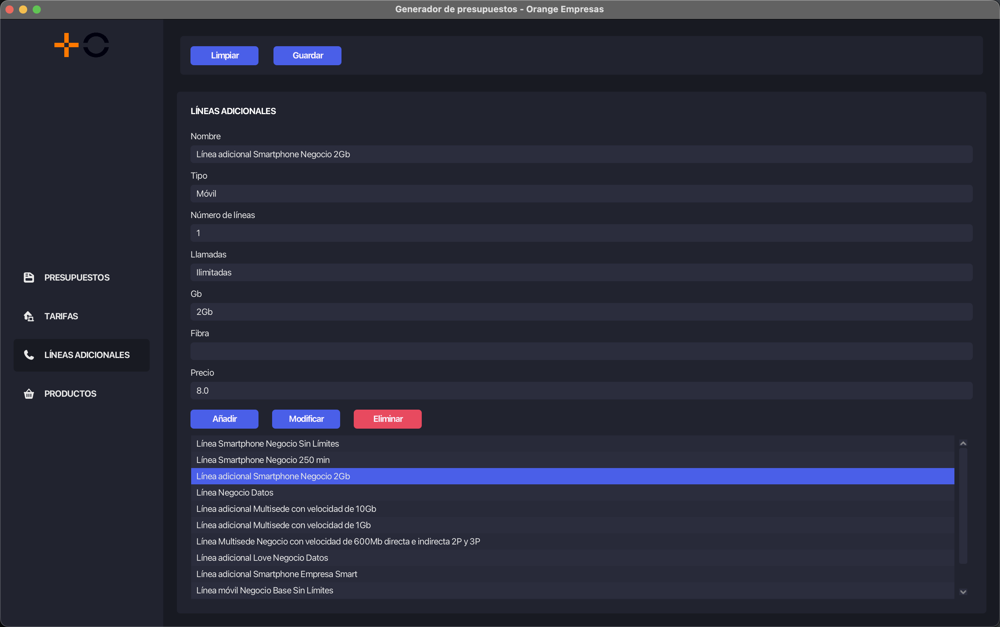 Generador de presupuestos - Orange Empresas
Limpiar
Guardar
LÍNEAS ADICIONALES
Nombre
Línea adicional Smartphone Negocio 2Gb
Tipo
Móvil
Número de líneas
1
Llamadas
Ilimitadas
Gb
2Gb
Fibra
Precio
8.0
Añadir
Modificar
Eliminar
Línea Smartphone Negocio Sin Límites
Línea Smartphone Negocio 250 min
Línea adicional Smartphone Negocio 2Gb
Línea Negocio Datos
Línea adicional Multisede con velocidad de 10Gb
Línea adicional Multisede con velocidad de 1Gb
Línea Multisede Negocio con velocidad de 600Mb directa e indirecta 2P y 3P
Línea adicional Love Negocio Datos
Línea adicional Smartphone Empresa Smart
Línea móvil Negocio Base Sin Límites
PRESUPUESTOS
TARIFAS
LÍNEAS ADICIONALES
PRODUCTOS